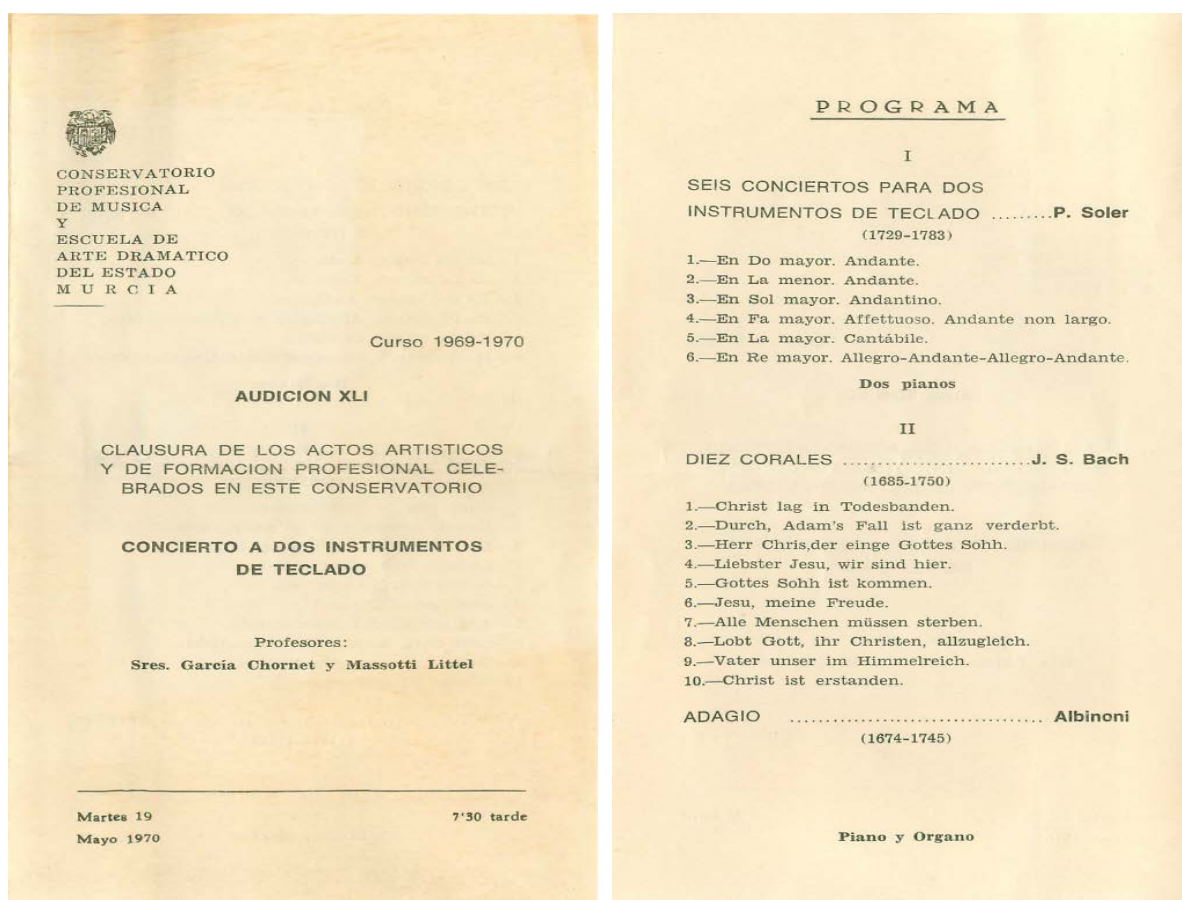 CONSERVATORIO
PROFESIONAL
DE MUSICA
Y
ESCUELA DE
ARTE DRAMATICO
DEL ESTADO
MURCIA
Curso 1969-1970
AUDICION XLI
CLAUSURA DE LOS ACTOS ARTISTICOS
Y DE FORMACION PROFESIONAL CELE-
BRADOS EN ESTE CONSERVATORIO
CONCIERTO A DOS INSTRUMENTOS
DE TECLADO
Profesores:
Sres. García Chornet y Massotti Littel
Martes 19 7'30 tarde
Mayo 1970
PROGRAMA
I
SEIS CONCIERTOS PARA DOS
INSTRUMENTOS DE TECLADO .........P. Soler
(1729-1783)
1.—En Do mayor. Andante.
2.—En La menor. Andante.
3.—En Sol mayor. Andantino.
4.—En Fa mayor. Affettuoso. Andante non largo.
5.—En La mayor. Cantábile.
6.—En Re mayor. Allegro-Andante-Allegro-Andante.
Dos pianos
II
DIEZ CORALES ..........................J. S. Bach
(1685-1750)
1.—Christ lag in Todesbanden.
2.—Durch, Adam's Fall ist ganz verderbt.
3.—Herr Chris,der einge Gottes Sohh.
4.—Liebster Jesu, wir sind hier.
5.—Gottes Sohh ist kommen.
6.—Jesu, meine Freude.
7.—Alle Menschen müssen sterben.
8.—Lobt Gott, ihr Christen, allzugleich.
9.—Vater unser im Himmelreich.
10.—Christ ist erstanden.
ADAGIO ................................... Albinoni
(1674-1745)
Piano y Organo